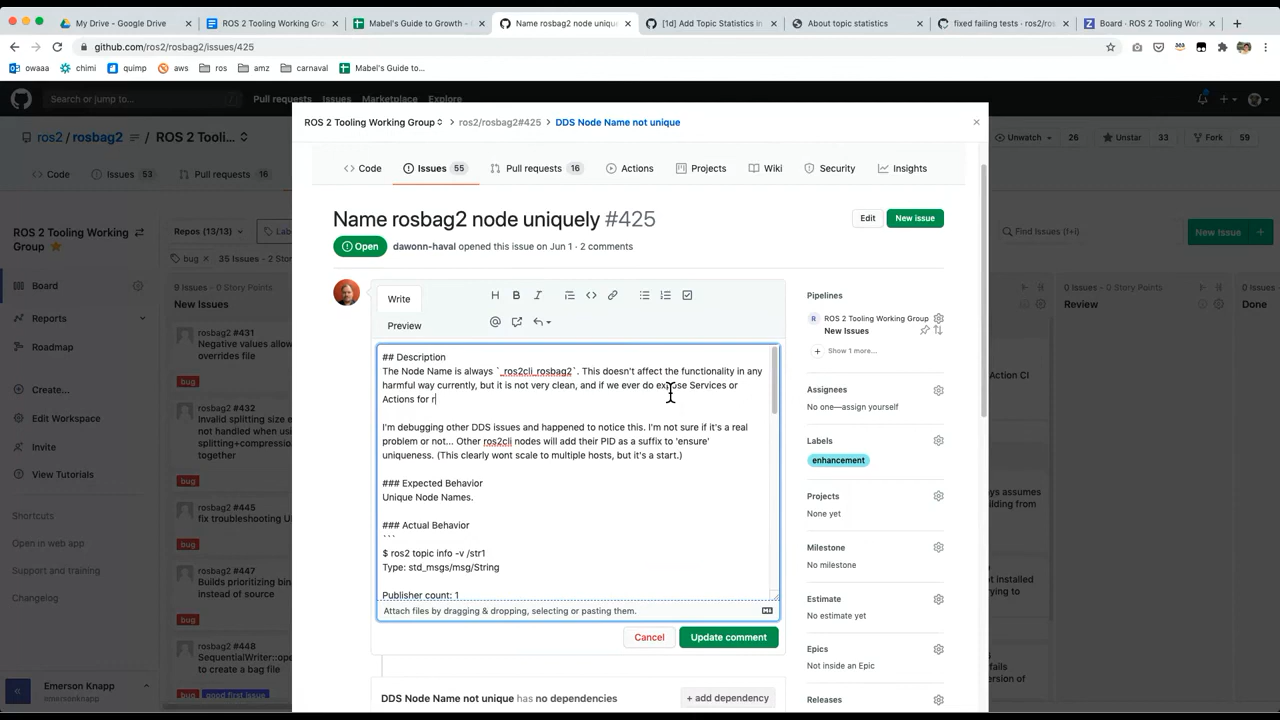 My Drive - Google Drive
ROS 2 Tooling Working Group
Mabel's Guide to Growth -
Name rosbag2 node uniquely
[1d] Add Topic Statistics in
About topic statistics
fixed failing tests · ros2/ros
Board · ROS 2 Tooling Work
github.com/ros2/rosbag2/issues/425
owaaa
chimi
quimp
aws
ros
amz
carnaval
Mabel's Guide to...
Search or jump to...
Pull requests
Issues
Marketplace
Explore
ros2 / rosbag2
ROS 2 Tooli...
Unwatch
26
Unstar
33
Fork
59
Code
Issues 53
Pull requests 16
ROS 2 Tooling Working Group
Board
Reports
Roadmap
Create...
Edit Workspace
Invite
View Tutorials
Shortcuts
Open in web app
Support and training
Changelog
Emerson Knapp
emersonknapp
Repos (13/13)
bug
35 Issues - 2 Stor
9 Issues · 0 Story Points
New Issues
rosbag2 #431
Negative values allow
overrides file
bug
rosbag2 #432
Invalid splitting size er
not handled when usi
splitting+compressio
together
bug
rosbag2 #445
fix troubleshooting UR
bug
rosbag2 #447
Builds prioritizing bina
instead of source
bug
rosbag2 #448
SequentialWriter::ope
to create a bag file
bug
good first issue
Find Issues (I+i)
New Issue
Review
Done
ROS 2 Tooling Working Group
ros2/rosbag2#425
DDS Node Name not unique
Code
Issues 55
Pull requests 16
Actions
Projects
Wiki
Security
Insights
Name rosbag2 node uniquely #425
Edit
New issue
Open
dawonn-haval opened this issue on Jun 1 · 2 comments
Write
Preview
## Description
The Node Name is always `_ros2cli_rosbag2`. This doesn't affect the functionality in any
harmful way currently, but it is not very clean, and if we ever do expose Services or
Actions for r
I'm debugging other DDS issues and happened to notice this. I'm not sure if it's a real
problem or not... Other ros2cli nodes will add their PID as a suffix to 'ensure'
uniqueness. (This clearly wont scale to multiple hosts, but it's a start.)
### Expected Behavior
Unique Node Names.
### Actual Behavior
```
$ ros2 topic info -v /str1
Type: std_msgs/msg/String
Publisher count: 1
Attach files by dragging & dropping, selecting or pasting them.
Cancel
Update comment
DDS Node Name not unique has no dependencies
+ add dependency
Pipelines
R ROS 2 Tooling Working Group
New Issues
Show 1 more...
Assignees
No one—assign yourself
Labels
enhancement
Projects
None yet
Milestone
No milestone
Estimate
No estimate yet
Epics
Not inside an Epic
Releases